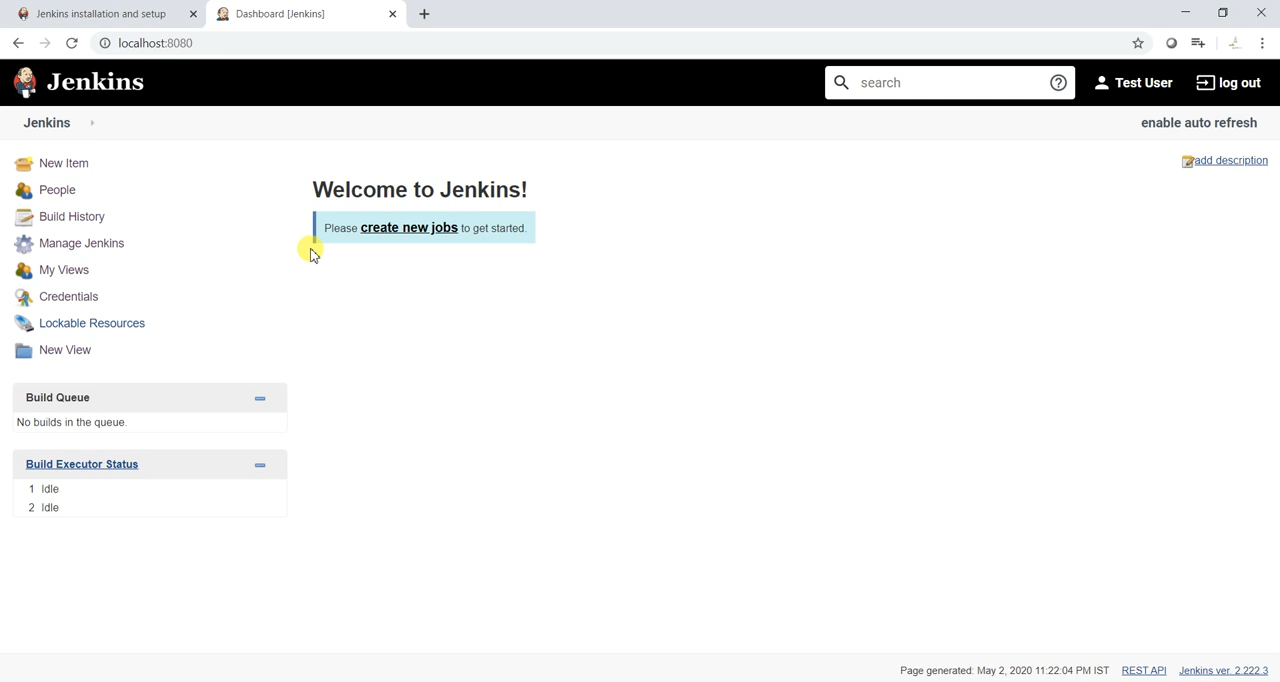 Jenkins installation and setup
Dashboard [Jenkins]
localhost:8080
Jenkins
search
Test User
log out
Jenkins
enable auto refresh
New Item
People
Build History
Manage Jenkins
My Views
Credentials
Lockable Resources
New View
add description
Welcome to Jenkins!
Please create new jobs to get started.
Build Queue
No builds in the queue.
Build Executor Status
1 Idle
2 Idle
Page generated: May 2, 2020 11:22:04 PM IST REST API Jenkins ver. 2.222.3